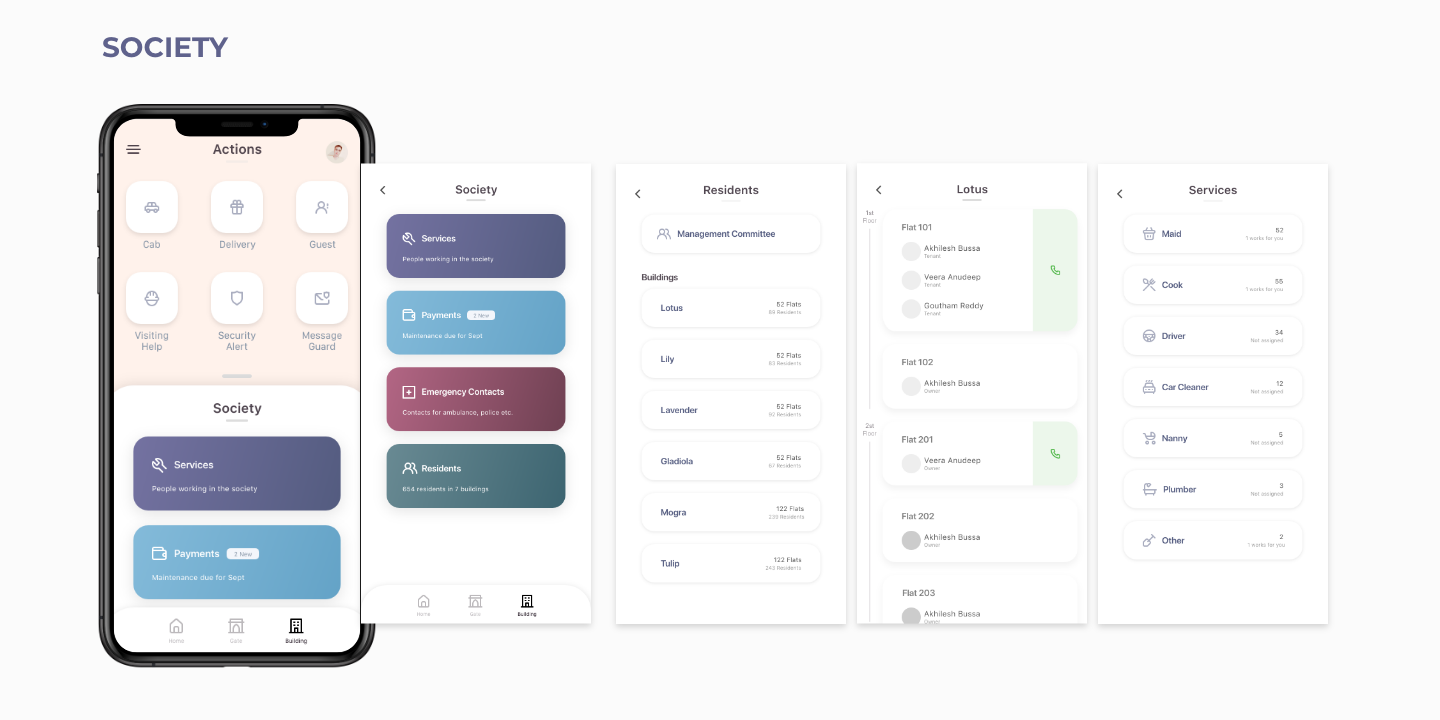 SOCIETY
Actions
Cab
Delivery
Guest
Visiting
Help
Security
Alert
Message
Guard
Society
Services
People working in the society
Payments
2 New
Maintenance due for Sept
Home
Gate
Building
Society
Services
People working in the society
Payments
2 New
Maintenance due for Sept
Emergency Contacts
Contacts for ambulance, police etc.
Residents
654 residents in 7 buildings
Home
Gate
Building
Residents
Management Committee
Buildings
Lotus
52 Flats
89 Residents
Lily
52 Flats
83 Residents
Lavender
52 Flats
92 Residents
Gladiola
52 Flats
67 Residents
Mogra
122 Flats
239 Residents
Tulip
122 Flats
243 Residents
Lotus
1st
Floor
Flat 101
Akhilesh Bussa
Tenant
Veera Anudeep
Tenant
Goutham Reddy
Tenant
Flat 102
Akhilesh Bussa
Owner
2st
Floor
Flat 201
Veera Anudeep
Owner
Flat 202
Akhilesh Bussa
Owner
Flat 203
Akhilesh Bussa
Owner
Services
Maid
52
1 works for you
Cook
55
1 works for you
Driver
34
Not assigned
Car Cleaner
12
Not assigned
Nanny
5
Not assigned
Plumber
3
Not assigned
Other
2
1 works for you